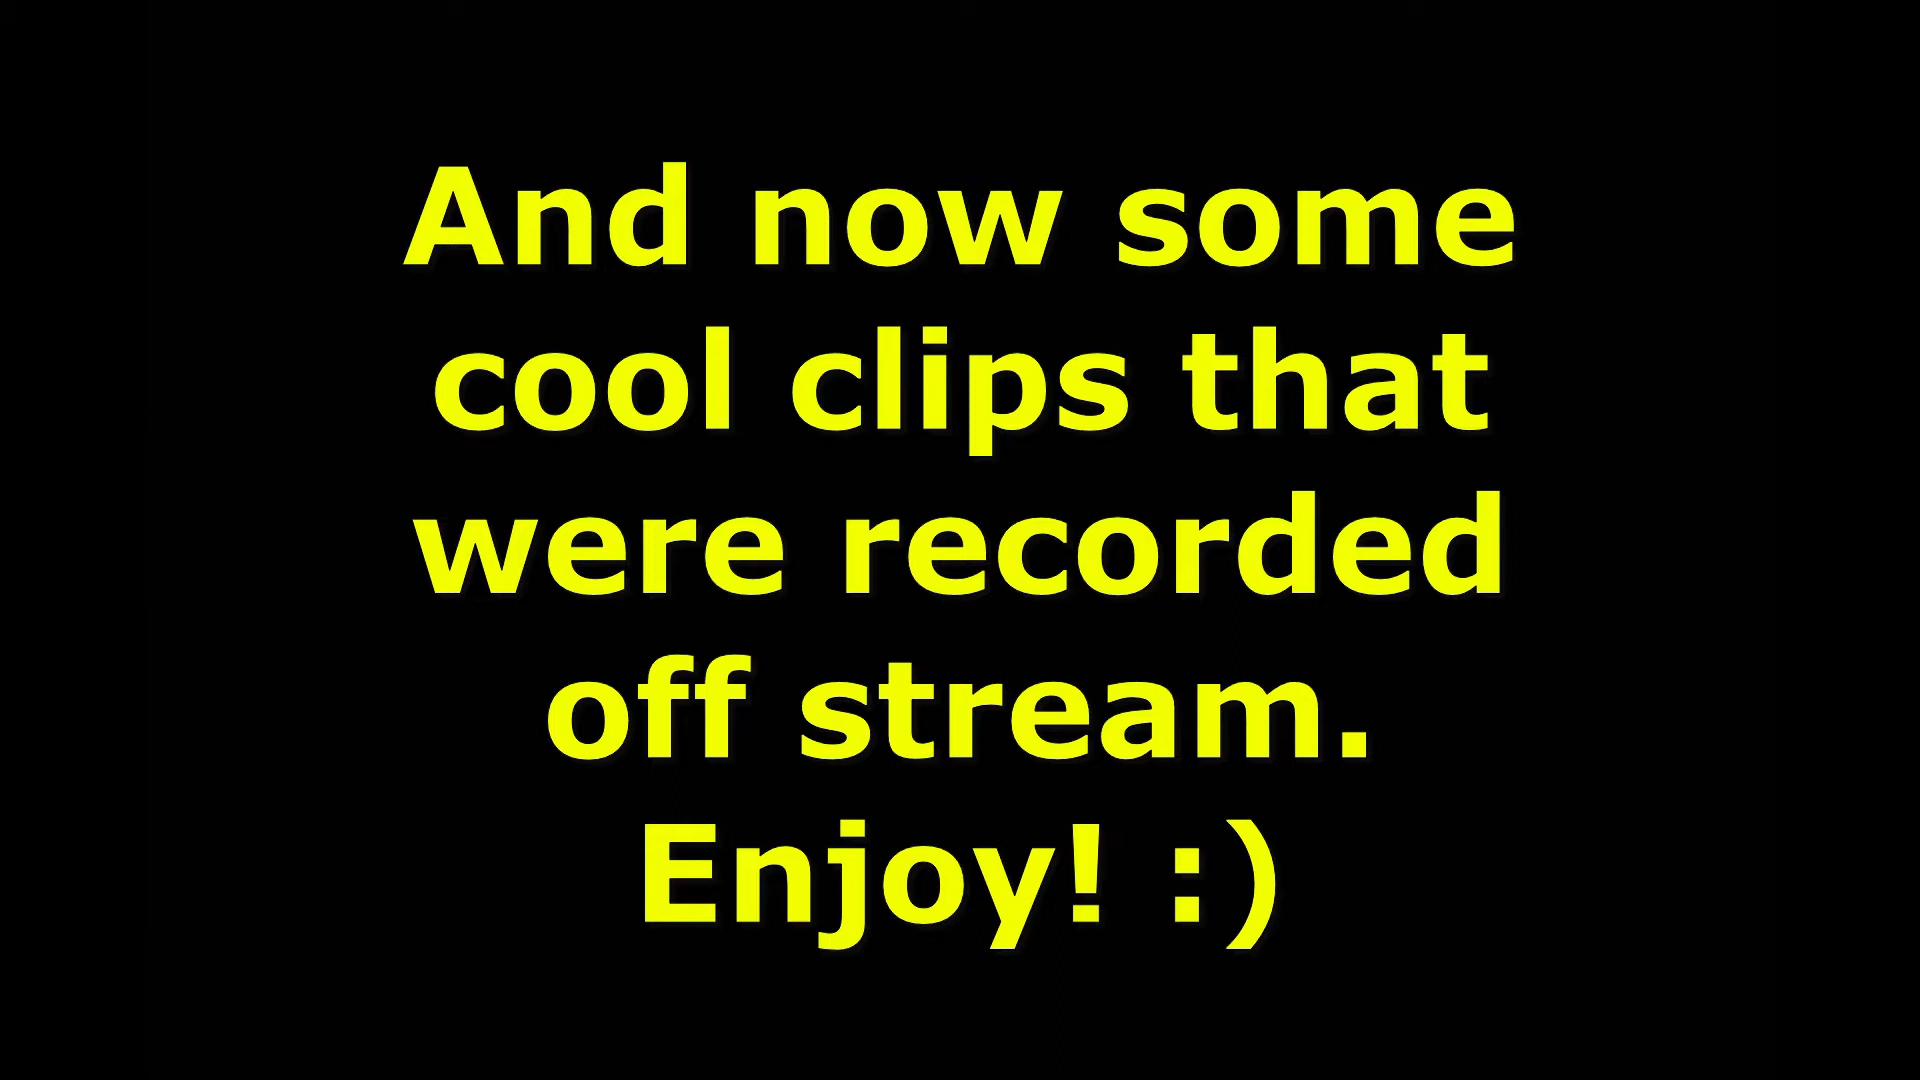 And now some
cool clips that
were recorded
off stream.
Enjoy! :)